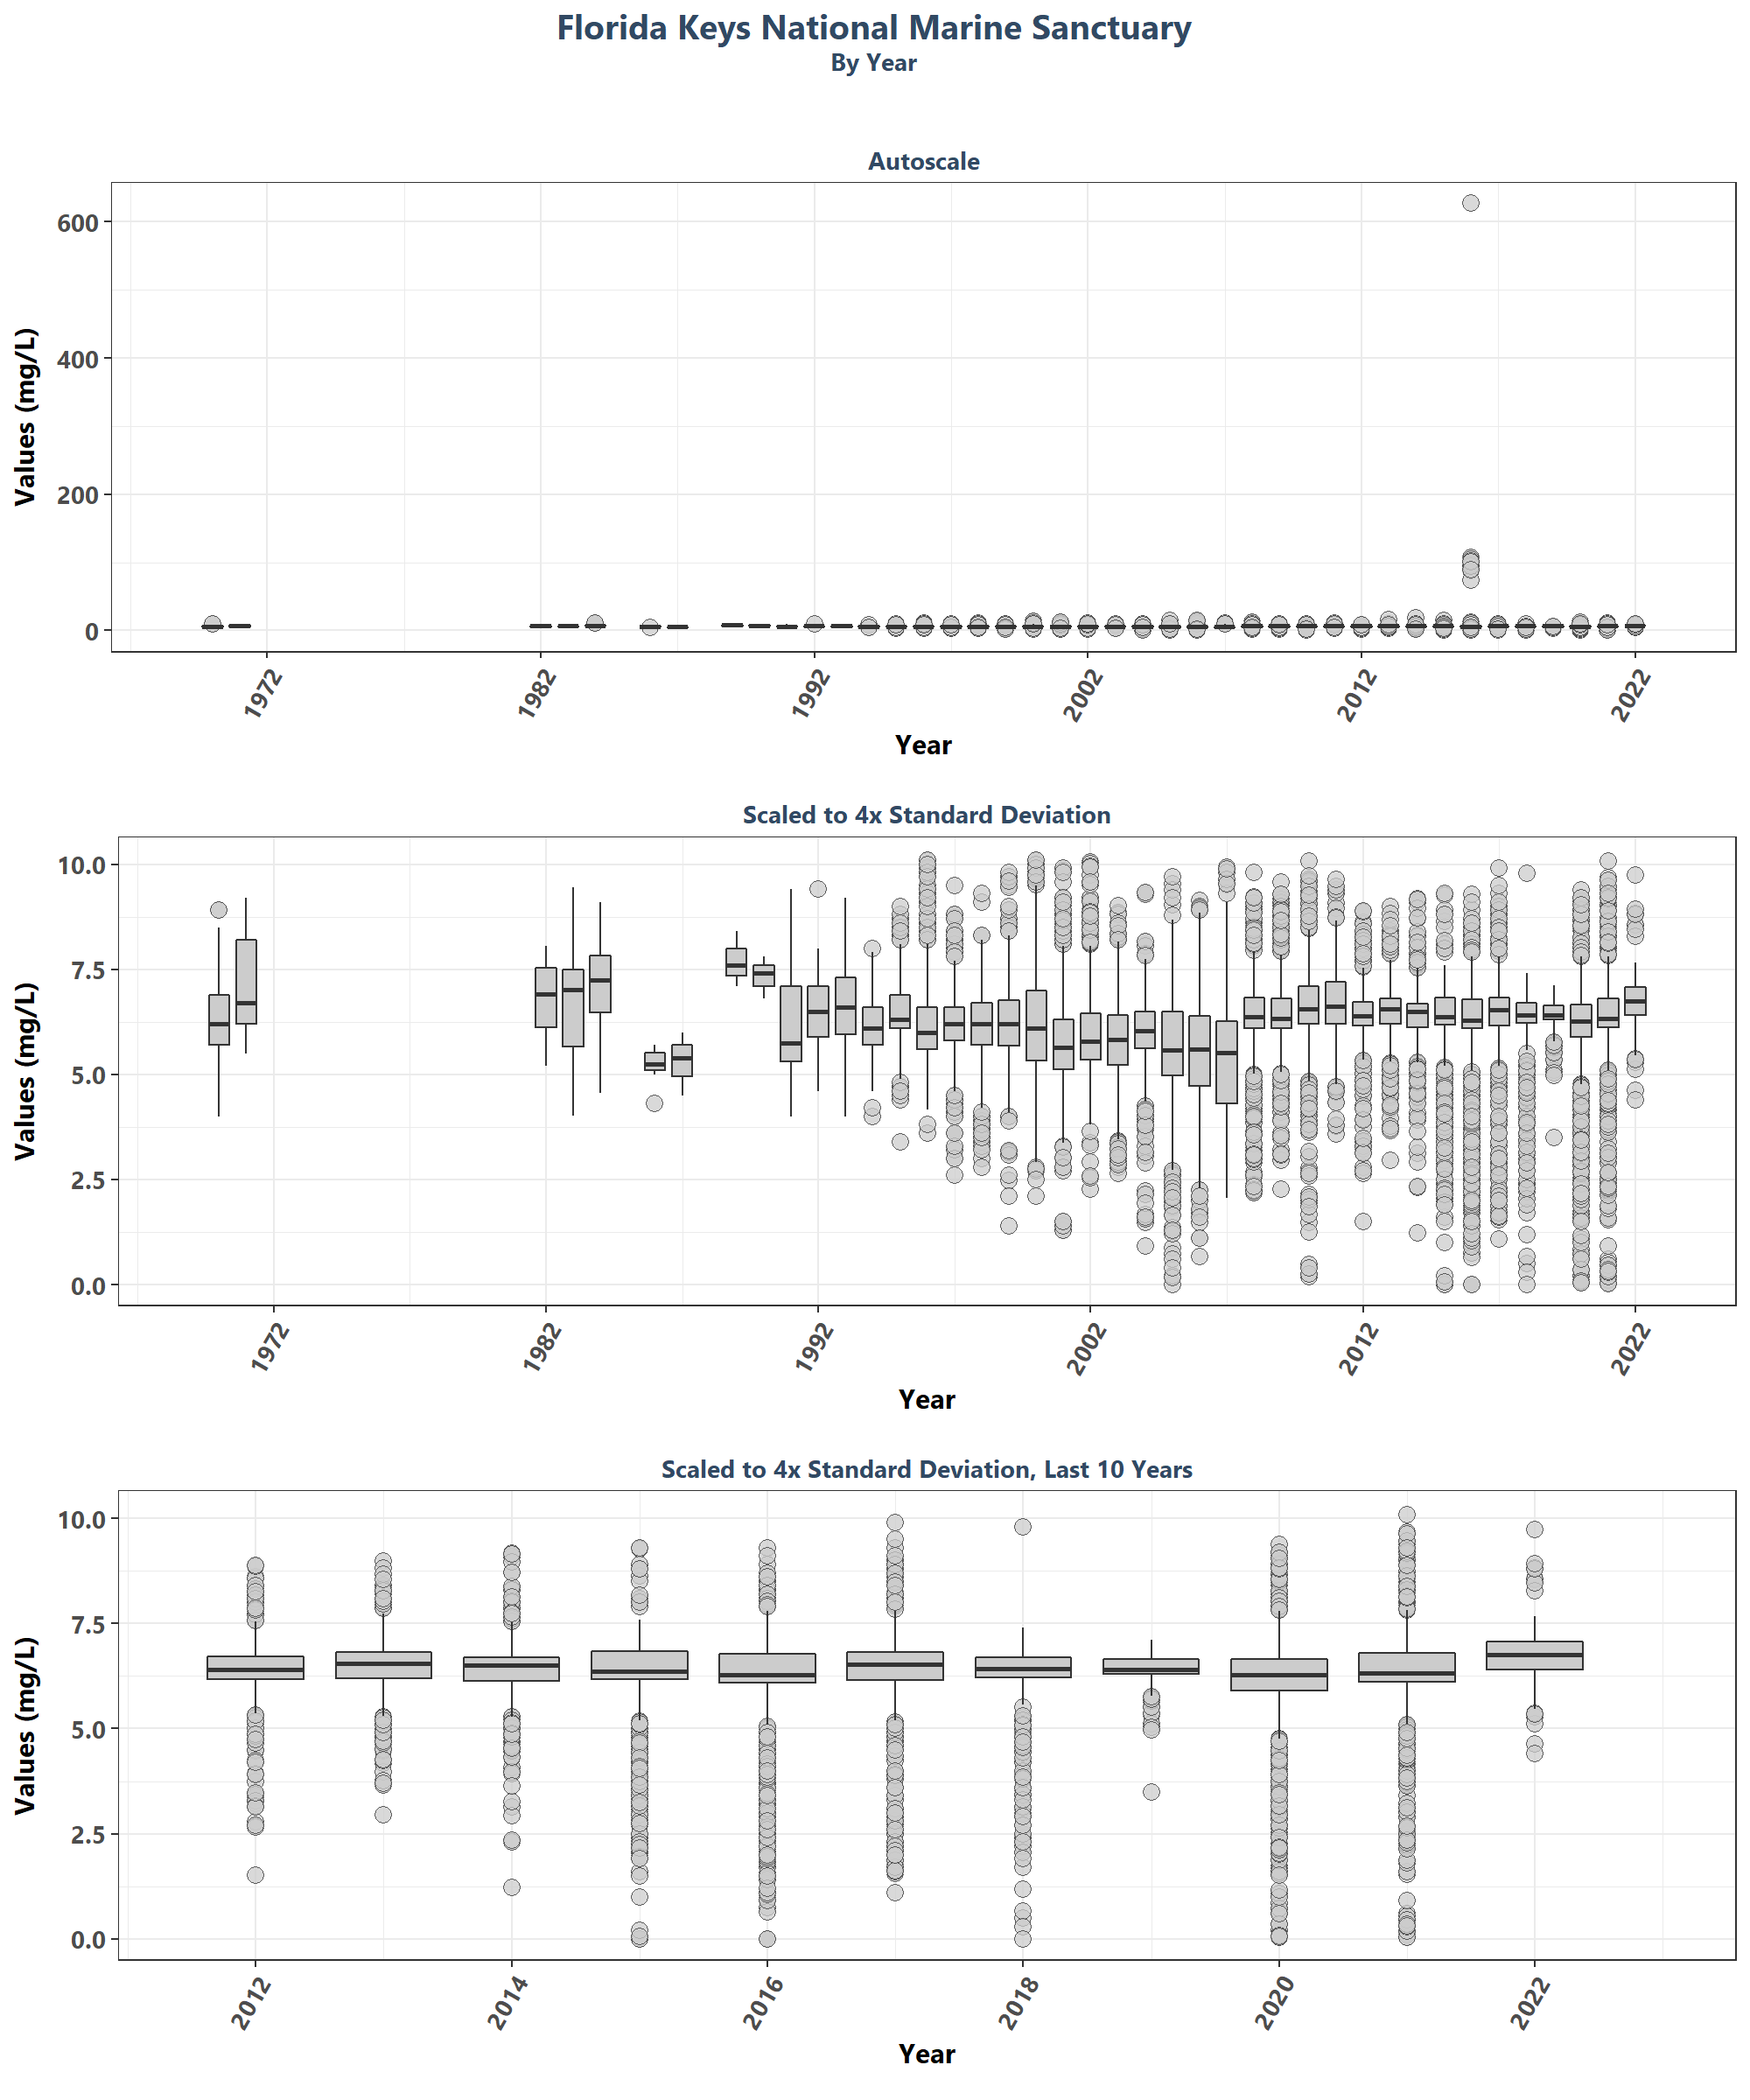 Florida Keys National Marine Sanctuary
By Year
Autoscale
Values (mg/L)
600
400
200
0
1972
1982
1992
2002
2012
2022
Year
Scaled to 4x Standard Deviation
Values (mg/L)
10.0
7.5
5.0
2.5
0.0
1972
1982
1992
2002
2012
2022
Year
Scaled to 4x Standard Deviation, Last 10 Years
Values (mg/L)
10.0
7.5
5.0
2.5
0.0
2012
2014
2016
2018
2020
2022
Year